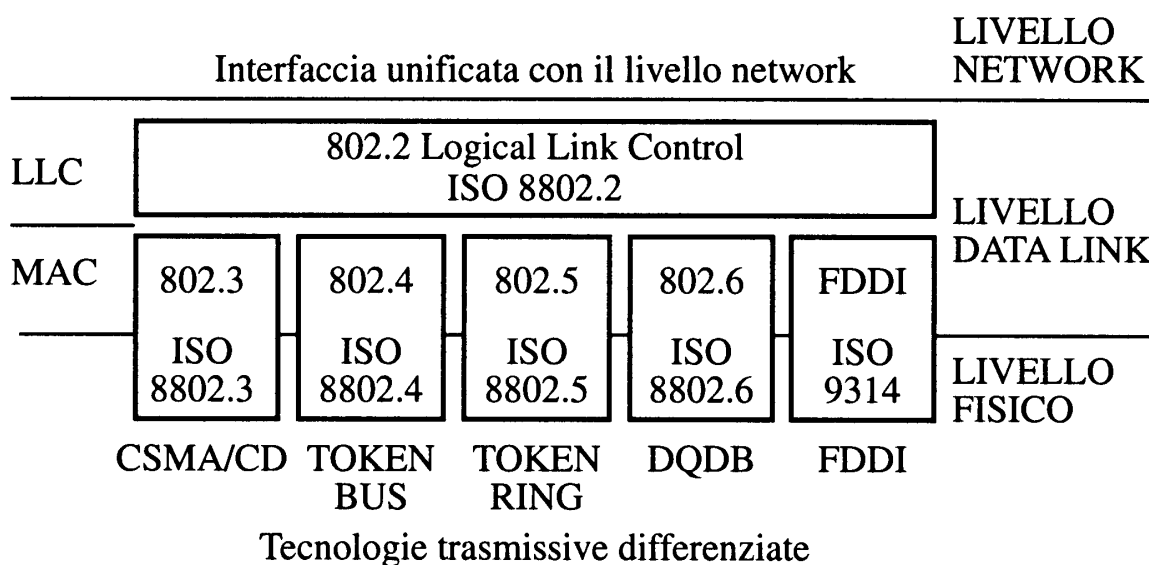 LIVELLO
NETWORK
Interfaccia unificata con il livello network
LLC
802.2 Logical Link Control
ISO 8802.2
LIVELLO
DATA LINK
MAC
802.3
ISO
8802.3
802.4
ISO
8802.4
802.5
ISO
8802.5
802.6
ISO
8802.6
FDDI
ISO
9314
LIVELLO
FISICO
CSMA/CD
TOKEN
BUS
TOKEN
RING
DQDB
FDDI
Tecnologie trasmissive differenziate